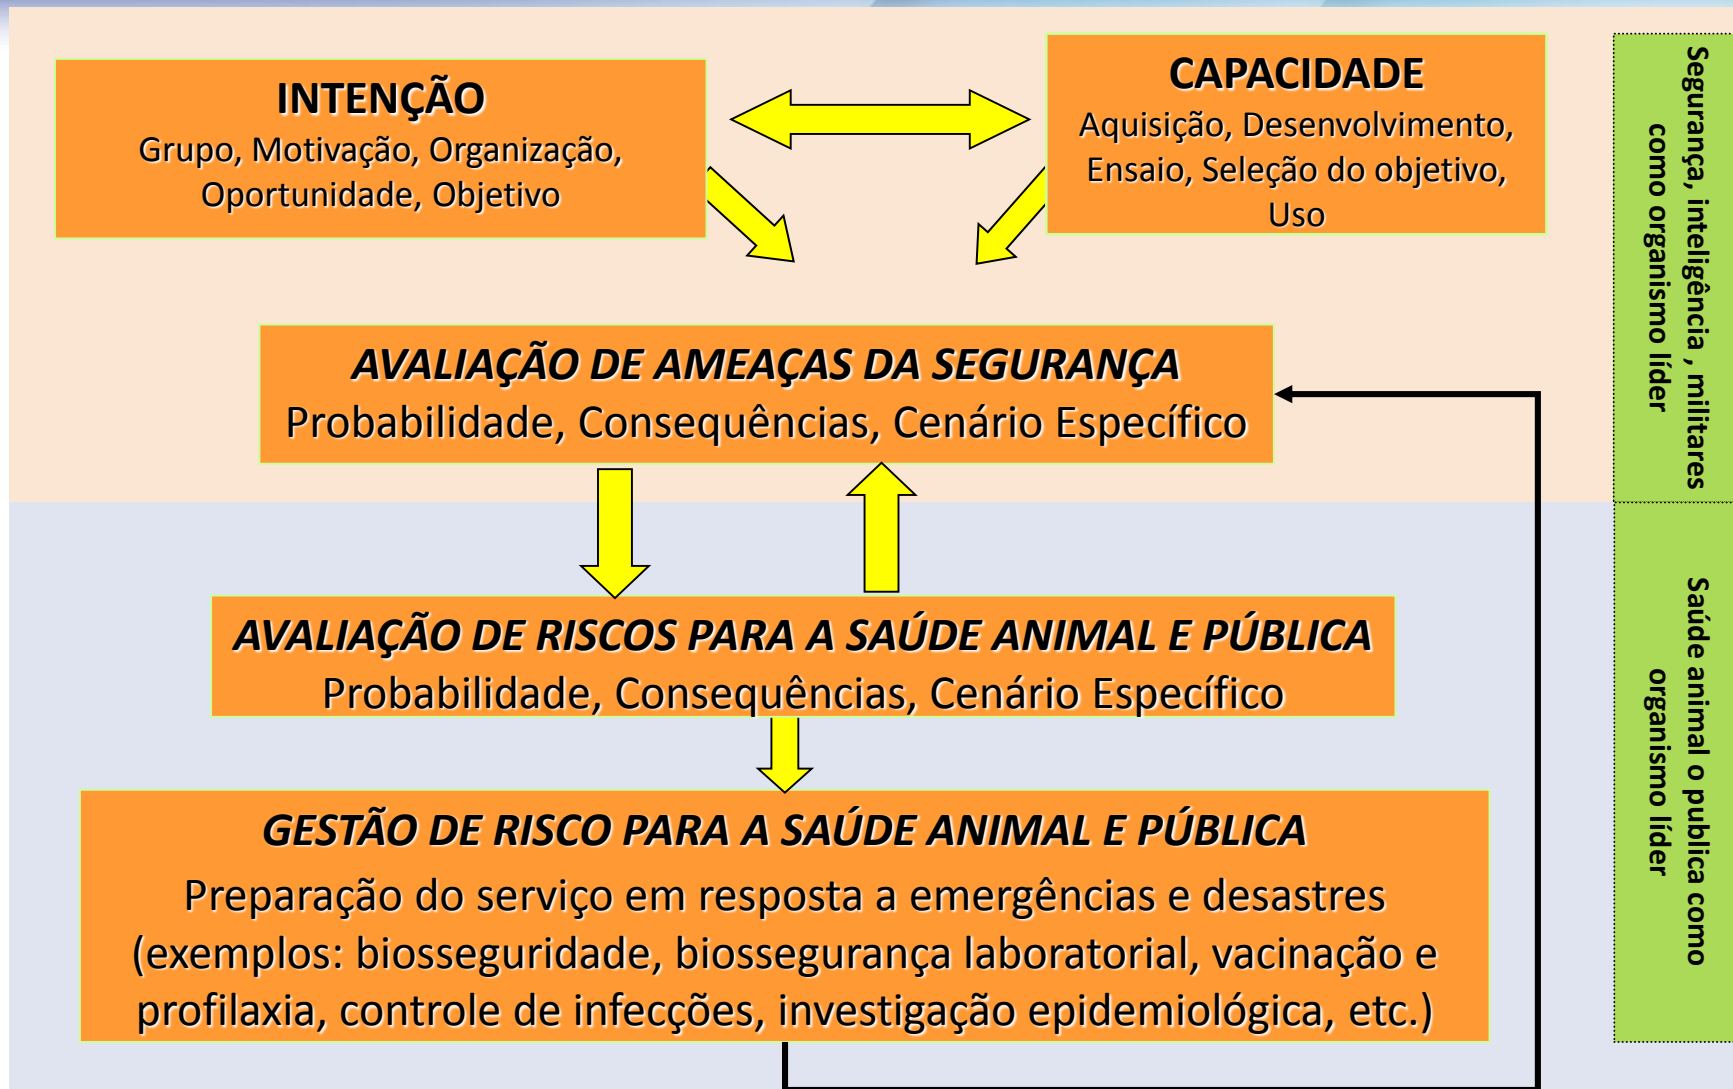 INTENÇÃO
Grupo, Motivação, Organização,
Oportunidade, Objetivo
CAPACIDADE
Aquisição, Desenvolvimento,
Ensaio, Seleção do objetivo,
Uso
Segurança, inteligência , militares
como organismo líder
AVALIAÇÃO DE AMEAÇAS DA SEGURANÇA
Probabilidade, Consequências, Cenário Específico
AVALIAÇÃO DE RISCOS PARA A SAÚDE ANIMAL E PÚBLICA
Probabilidade, Consequências, Cenário Específico
Saúde animal o publica como
organismo líder
GESTÃO DE RISCO PARA A SAÚDE ANIMAL E PÚBLICA
Preparação do serviço em resposta a emergências e desastres
(exemplos: biosseguridade, biossegurança laboratorial, vacinação e
profilaxia, controle de infecções, investigação epidemiológica, etc.)